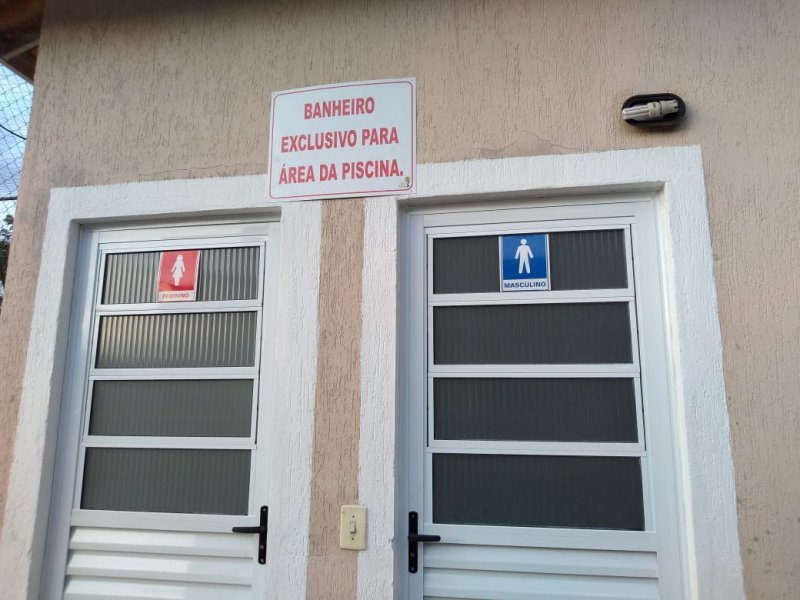 BANHEIRO
EXCLUSIVO PARA
ÁREA DA PISCINA.
FEMININO
MASCULINO